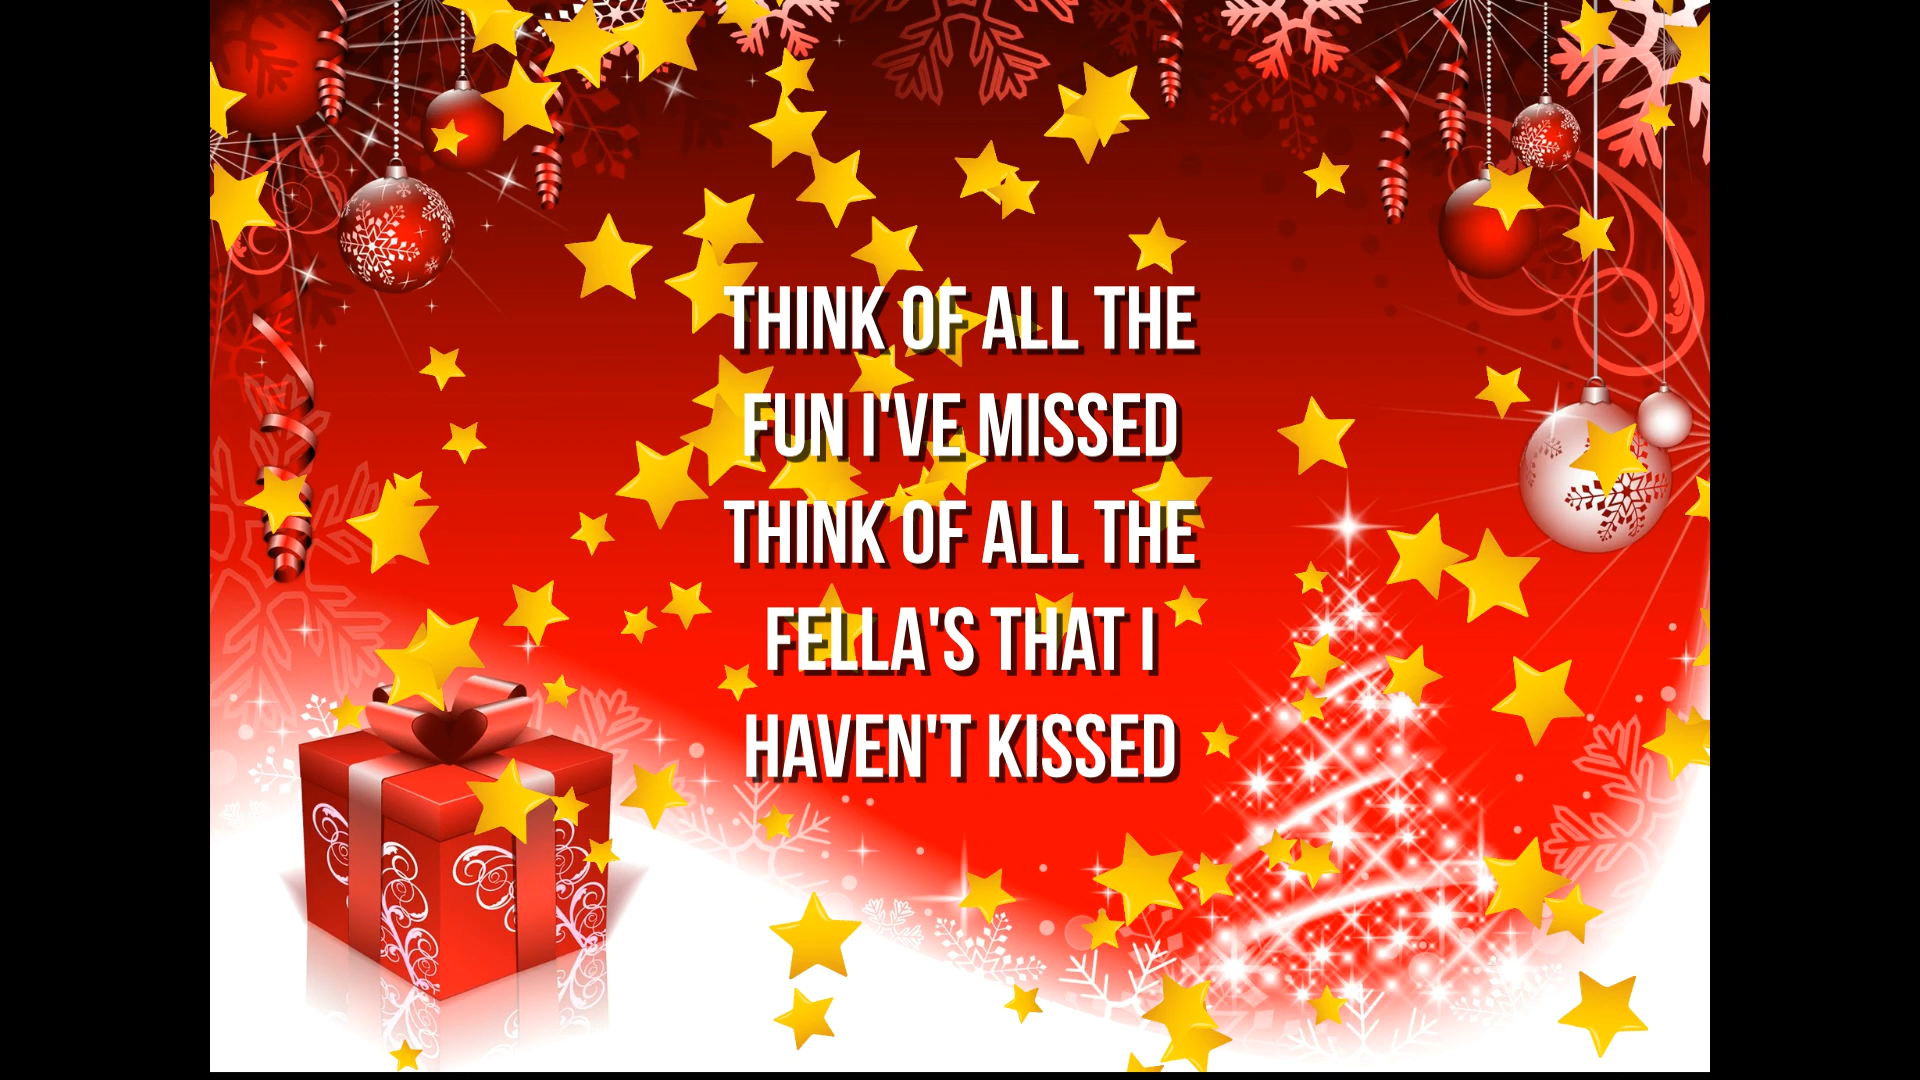 THINK OF ALL THE
FUN I'VE MISSED
THINK OF ALL THE
FELLA'S THAT I
HAVEN'T KISSED